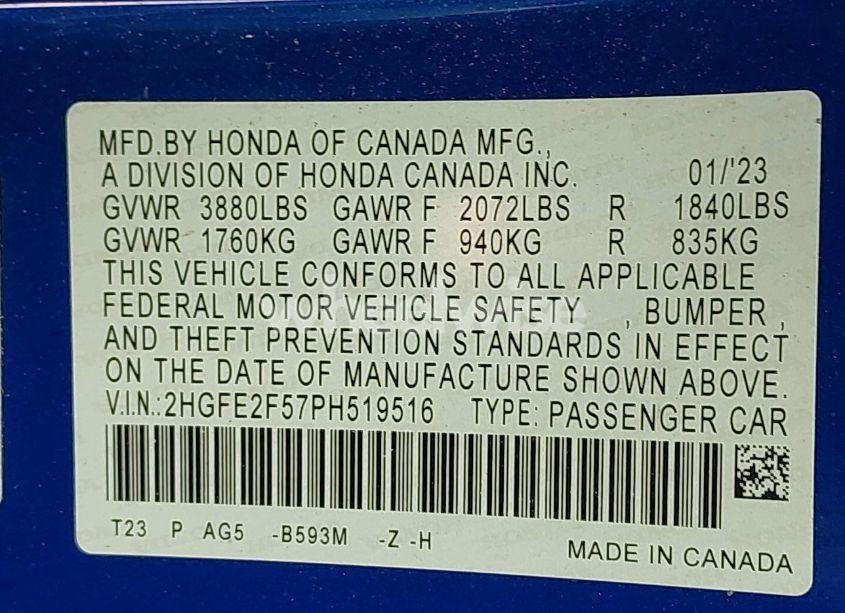 MFD.BY HONDA OF CANADA MFG.,
A DIVISION OF HONDA CANADA INC. 01/'23
GVWR 3880LBS GAWR F 2072LBS R 1840LBS
GVWR 1760KG GAWR F 940KG R 835KG
THIS VEHICLE CONFORMS TO ALL APPLICABLE
FEDERAL MOTOR VEHICLE SAFETY , BUMPER ,
AND THEFT PREVENTION STANDARDS IN EFFECT
ON THE DATE OF MANUFACTURE SHOWN ABOVE.
V.I.N.:2HGFE2F57PH519516 TYPE: PASSENGER CAR
T23 P AG5 -B593M -Z -H
MADE IN CANADA